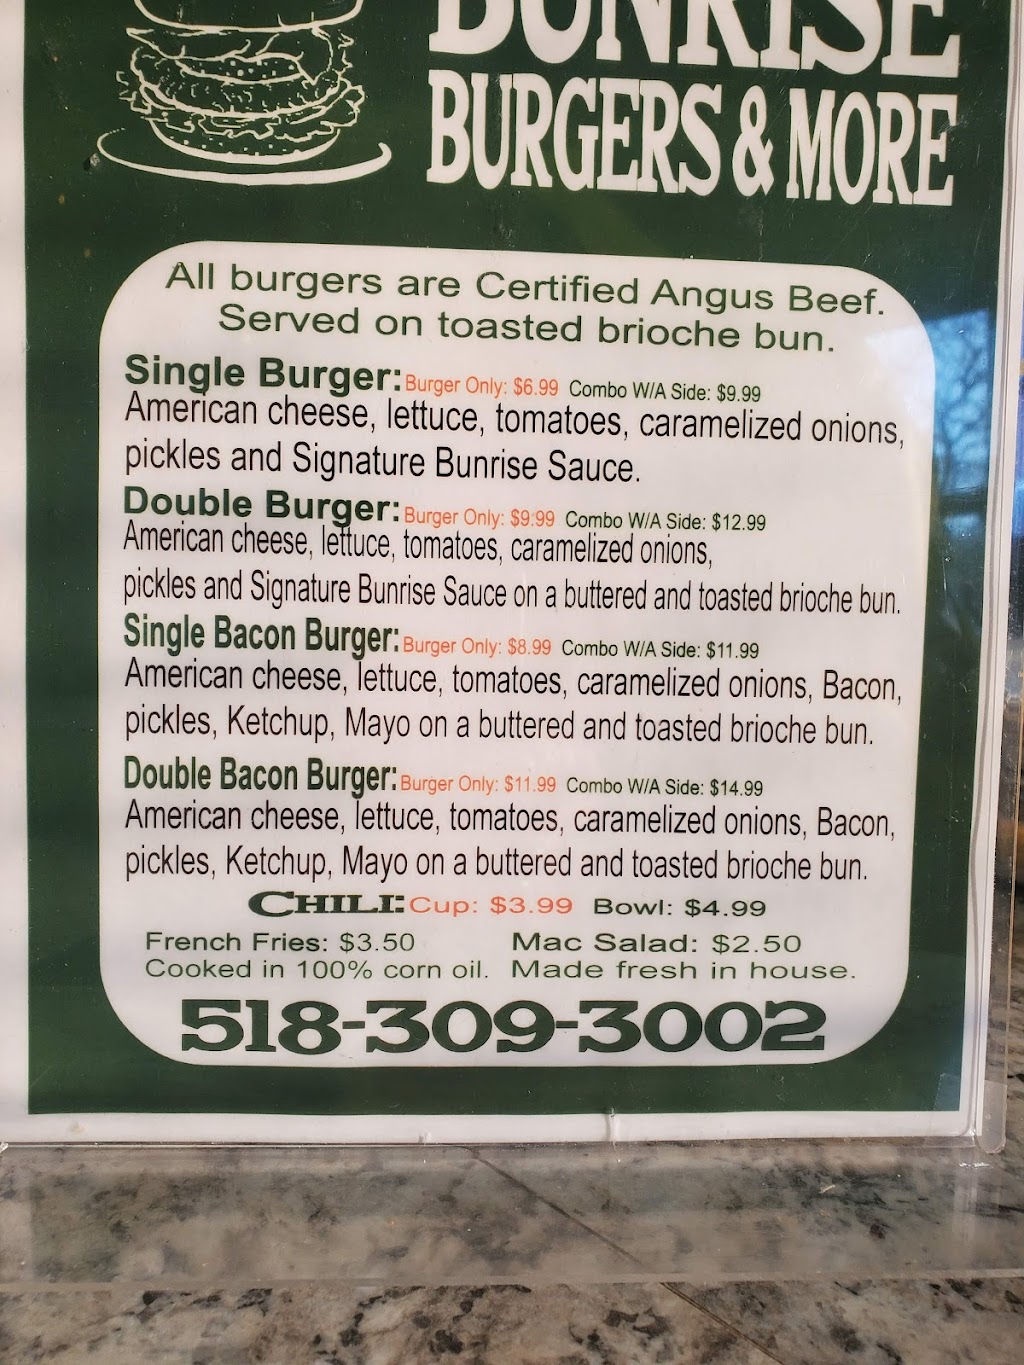 BUNRISE
BURGERS & MORE
All burgers are Certified Angus Beef.
Served on toasted brioche bun.
Single Burger: Burger Only: $6.99 Combo W/A Side: $9.99
American cheese, lettuce, tomatoes, caramelized onions,
pickles and Signature Bunrise Sauce.
Double Burger: Burger Only: $9.99 Combo W/A Side: $12.99
American cheese, lettuce, tomatoes, caramelized onions,
pickles and Signature Bunrise Sauce on a buttered and toasted brioche bun.
Single Bacon Burger: Burger Only: $8.99 Combo W/A Side: $11.99
American cheese, lettuce, tomatoes, caramelized onions, Bacon,
pickles, Ketchup, Mayo on a buttered and toasted brioche bun.
Double Bacon Burger: Burger Only: $11.99 Combo W/A Side: $14.99
American cheese, lettuce, tomatoes, caramelized onions, Bacon,
pickles, Ketchup, Mayo on a buttered and toasted brioche bun.
CHILI: Cup: $3.99 Bowl: $4.99
French Fries: $3.50 Mac Salad: $2.50
Cooked in 100% corn oil. Made fresh in house.
518-309-3002